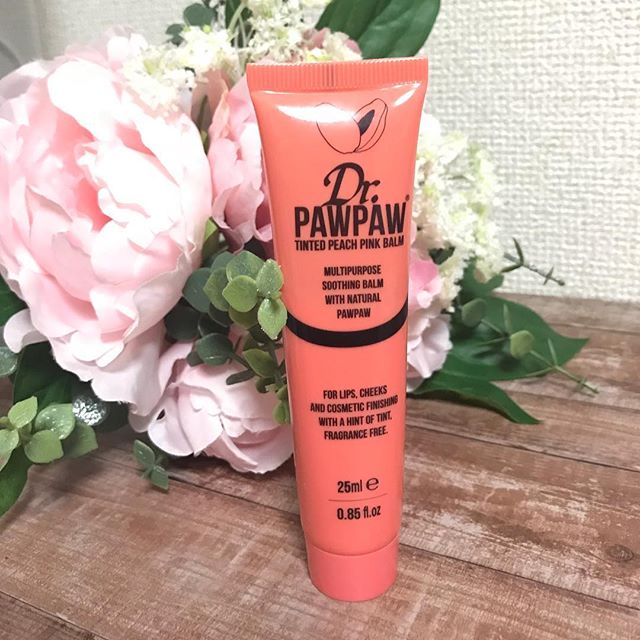 Dr.
PAWPAW®
TINTED PEACH PINK BALM
MULTIPURPOSE
SOOTHING BALM
WITH NATURAL
PAWPAW
FOR LIPS, CHEEKS
AND COSMETIC FINISHING
WITH A HINT OF TINT.
FRAGRANCE FREE.
25ml e
0.85 fl.oz